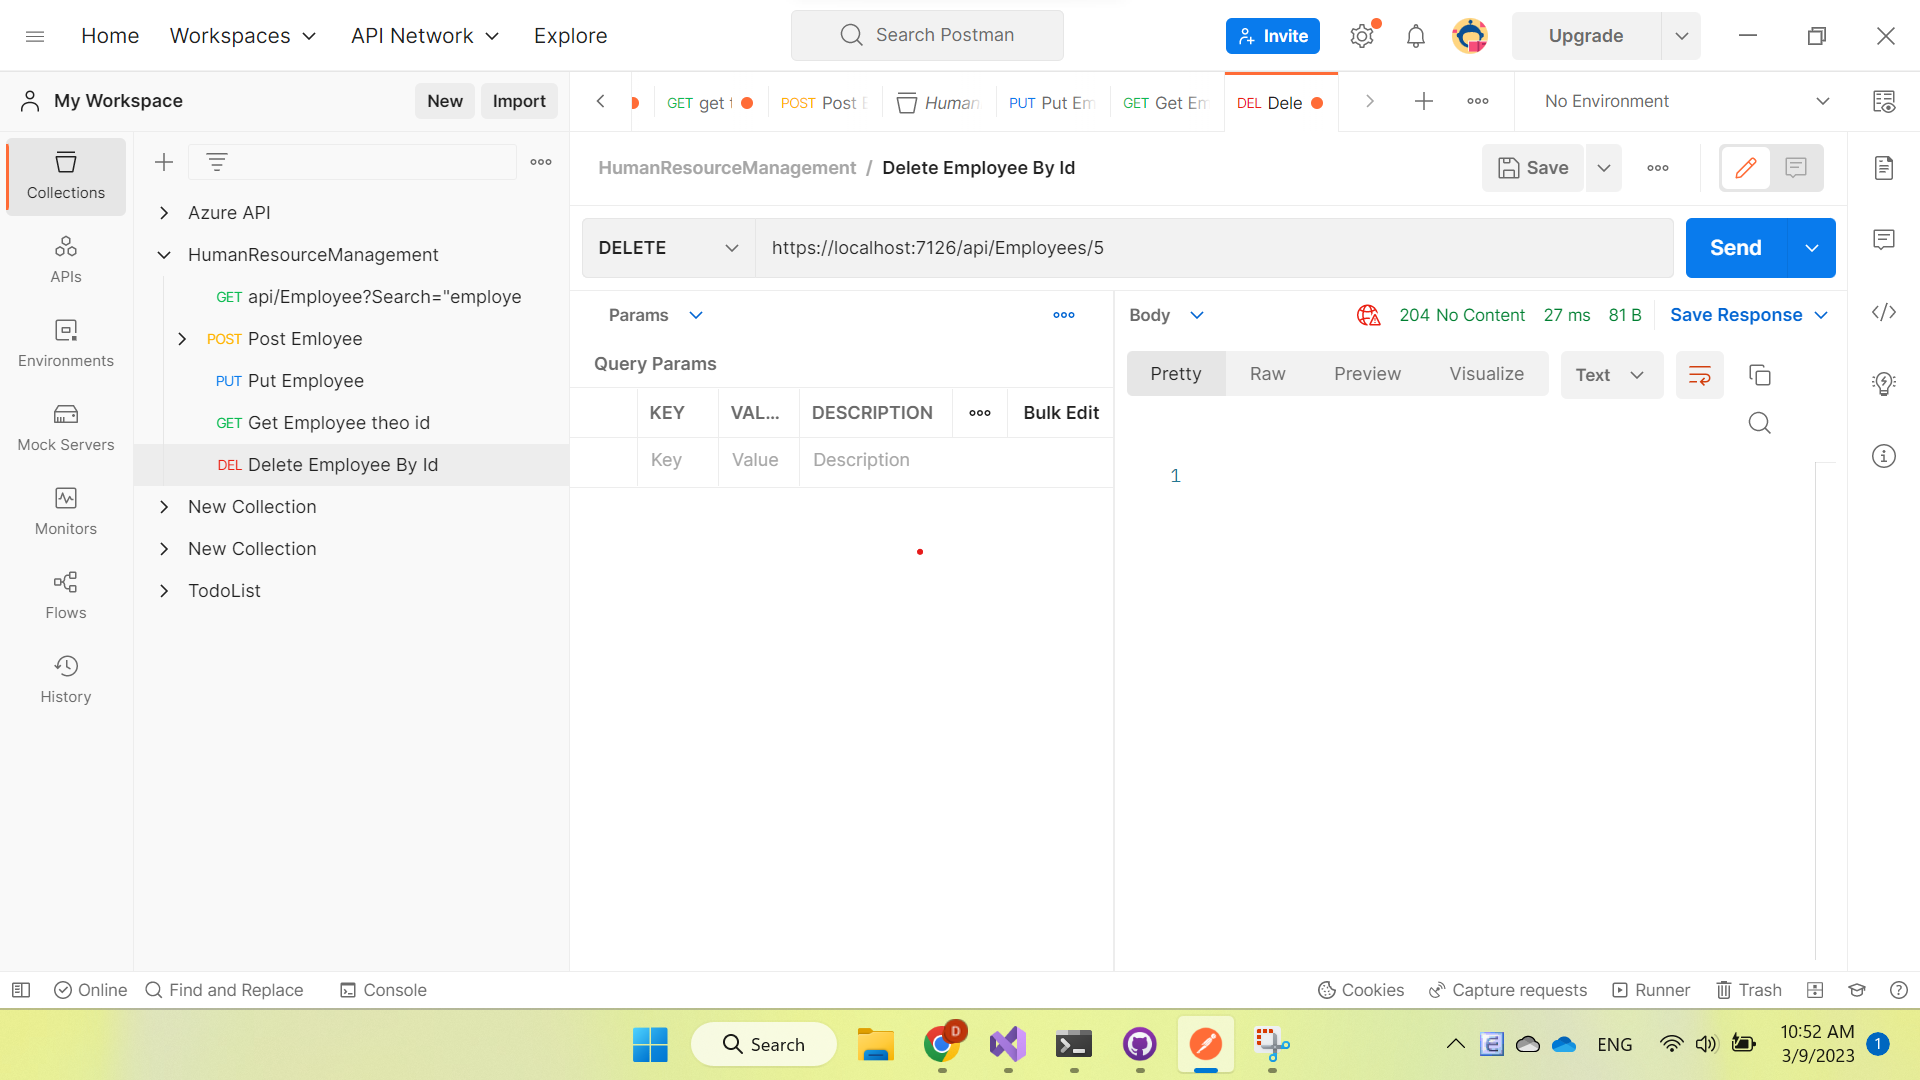 Home Workspaces API Network Explore Search Postman Invite Upgrade
My Workspace New Import GET get POST Post Human PUT Put Em GET Get Em DEL Dele No Environment
Collections
APIs
Environments
Mock Servers
Monitors
Flows
History
Azure API
HumanResourceManagement
GET api/Employee?Search="employe
POST Post Emloyee
PUT Put Employee
GET Get Employee theo id
DEL Delete Employee By Id
New Collection
New Collection
TodoList
HumanResourceManagement / Delete Employee By Id Save
DELETE https://localhost:7126/api/Employees/5 Send
Params
Query Params
KEY VAL... DESCRIPTION Bulk Edit
Key Value Description
Body 204 No Content 27 ms 81 B Save Response
Pretty Raw Preview Visualize Text
1
Online Find and Replace Console Cookies Capture requests Runner Trash
Search D ENG 10:52 AM 1
3/9/2023